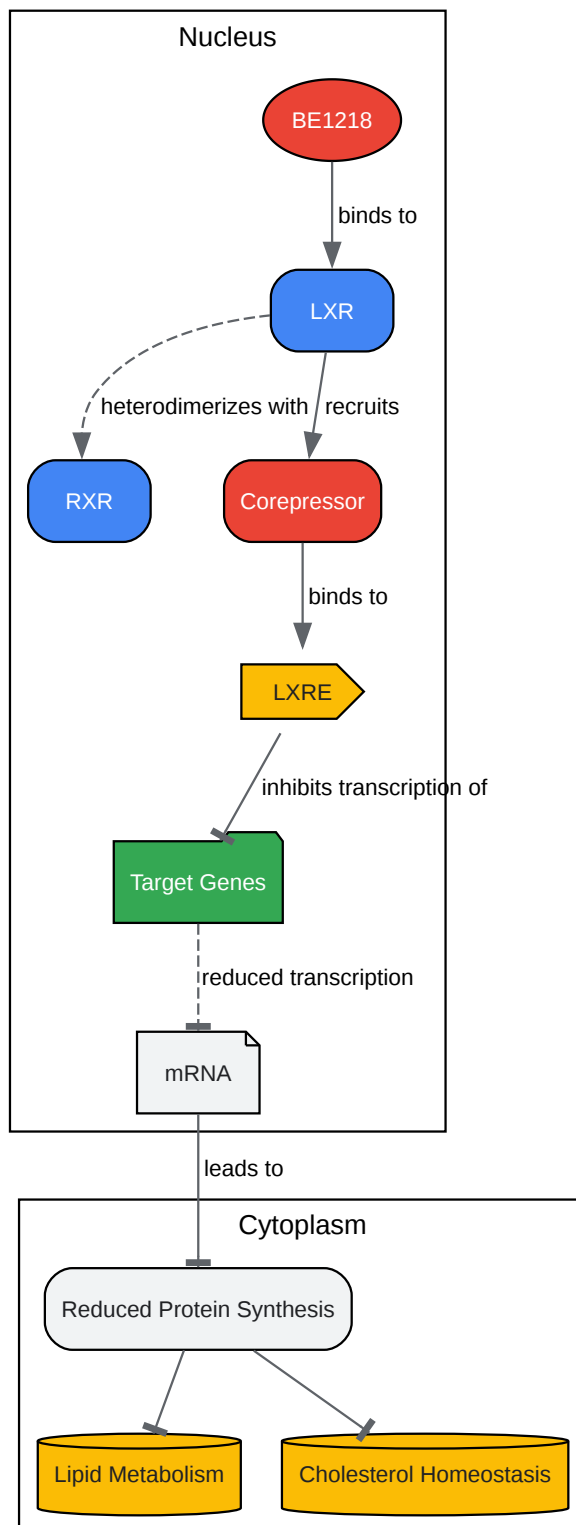 Nucleus
BE1218
binds to
LXR
heterodimerizes with
recruits
RXR
Corepressor
binds to
LXRE
inhibits transcription of
Target Genes
reduced transcription
mRNA
leads to
Cytoplasm
Reduced Protein Synthesis
Lipid Metabolism
Cholesterol Homeostasis